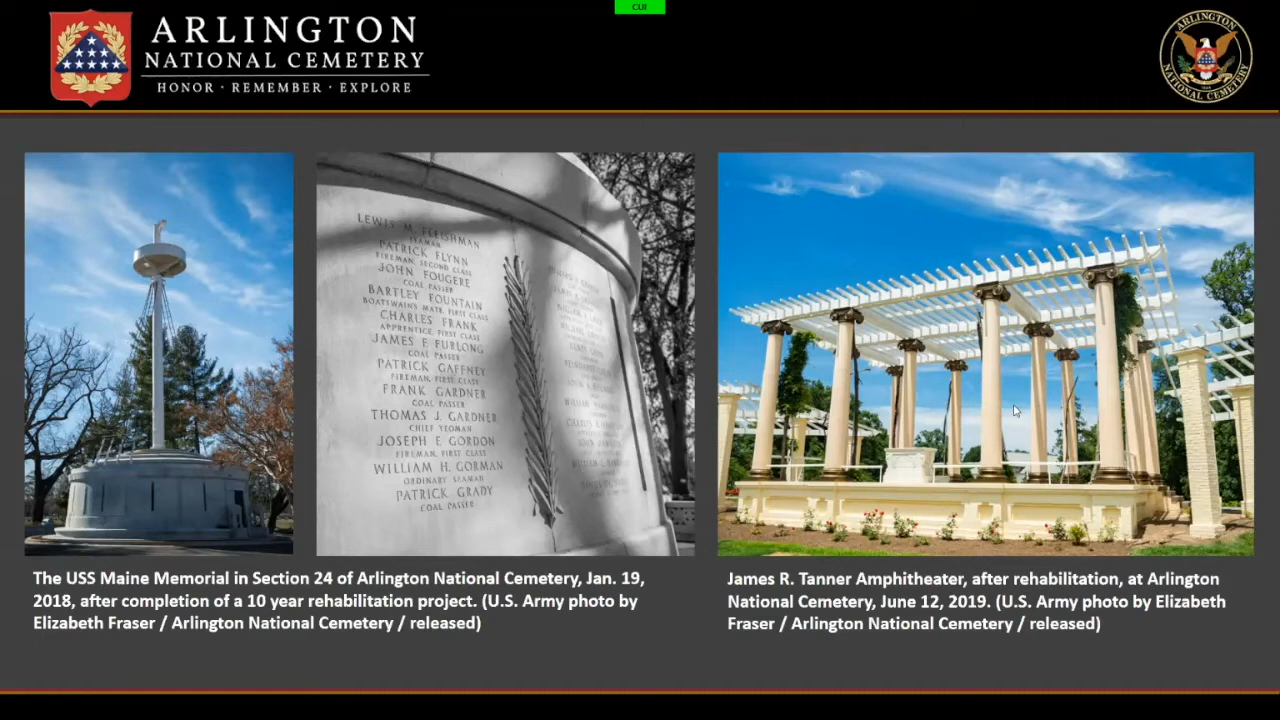 CUI
ARLINGTON
NATIONAL CEMETERY
HONOR · REMEMBER · EXPLORE
ARLINGTON
NATIONAL CEMETERY
LEWIS M. FLEISHMAN
SEAMAN
PATRICK FLYNN
FIREMAN, SECOND CLASS
JOHN FOUGERE
COAL PASSER
BARTLEY FOUNTAIN
BOATSWAINS MATE, FIRST CLASS
CHARLES FRANK
APPRENTICE, FIRST CLASS
JAMES F. FURLONG
COAL PASSER
PATRICK GAFFNEY
FIREMAN, FIRST CLASS
FRANK GARDNER
COAL PASSER
THOMAS J. GARDNER
CHIEF YEOMAN
JOSEPH F. GORDON
FIREMAN, FIRST CLASS
WILLIAM H. GORMAN
ORDINARY SEAMAN
PATRICK GRADY
COAL PASSER
The USS Maine Memorial in Section 24 of Arlington National Cemetery, Jan. 19,
2018, after completion of a 10 year rehabilitation project. (U.S. Army photo by
Elizabeth Fraser / Arlington National Cemetery / released)
James R. Tanner Amphitheater, after rehabilitation, at Arlington
National Cemetery, June 12, 2019. (U.S. Army photo by Elizabeth
Fraser / Arlington National Cemetery / released)